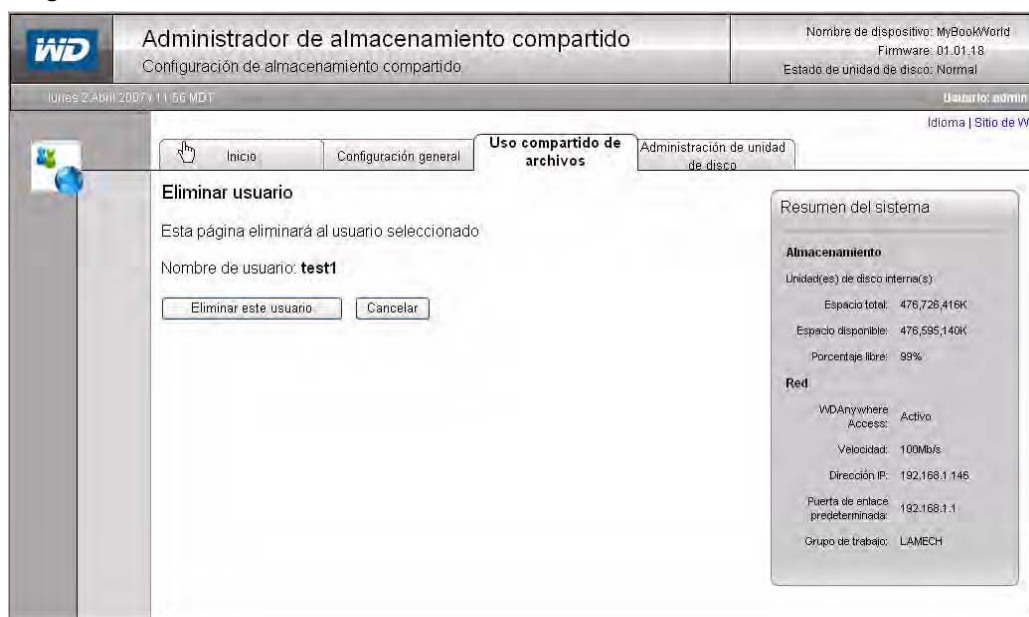 WD
Administrador de almacenamiento compartido
Configuración de almacenamiento compartido
Nombre de dispositivo: MyBookWorld
Firmware: 01.01.18
Estado de unidad de disco: Normal
lunes 2 Abril 2007 11:56 MDT
Usuario: admin
Idioma | Sitio de W
Inicio
Configuración general
Uso compartido de
archivos
Administración de unidad
de disco
Eliminar usuario
Esta página eliminará al usuario seleccionado
Nombre de usuario: test1
Eliminar este usuario
Cancelar
Resumen del sistema
Almacenamiento
Unidad(es) de disco interna(s)
Espacio total: 476,726,416K
Espacio disponible: 476,595,140K
Porcentaje libre: 99%
Red
WDAnywhere
Access: Activo
Velocidad: 100Mb/s
Dirección IP: 192.168.1.146
Puerta de enlace
predeterminada: 192.168.1.1
Grupo de trabajo: LAMECH